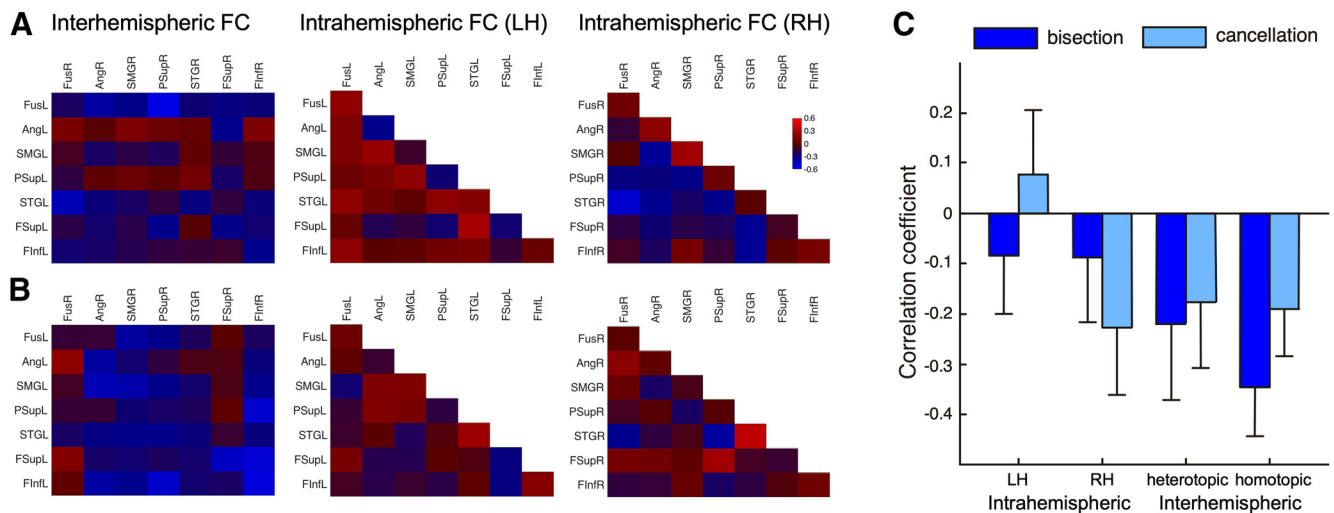 A
Interhemispheric FC
FusR AngR SMGR PSupR STGR FSupR FInfR
FusL
AngL
SMGL
PSupL
STGL
FSupL
FInfL
Intrahemispheric FC (LH)
FusL AngL SMGL PSupL STGL FSupL FInfL
FusL
AngL
SMGL
PSupL
STGL
FSupL
FInfL
Intrahemispheric FC (RH)
FusR AngR SMGR PSupR STGR FSupR FInfR
FusR
AngR
SMGR
PSupR
STGR
FSupR
FInfR
0.6
0.3
0
-0.3
-0.6
B
FusR AngR SMGR PSupR STGR FSupR FInfR
FusL
AngL
SMGL
PSupL
STGL
FSupL
FInfL
FusL AngL SMGL PSupL STGL FSupL FInfL
FusL
AngL
SMGL
PSupL
STGL
FSupL
FInfL
FusR AngR SMGR PSupR STGR FSupR FInfR
FusR
AngR
SMGR
PSupR
STGR
FSupR
FInfR
C
bisection cancellation
Correlation coefficient
0.2
0.1
0
-0.1
-0.2
-0.3
-0.4
LH RH heterotopic homotopic
Intrahemispheric Interhemispheric